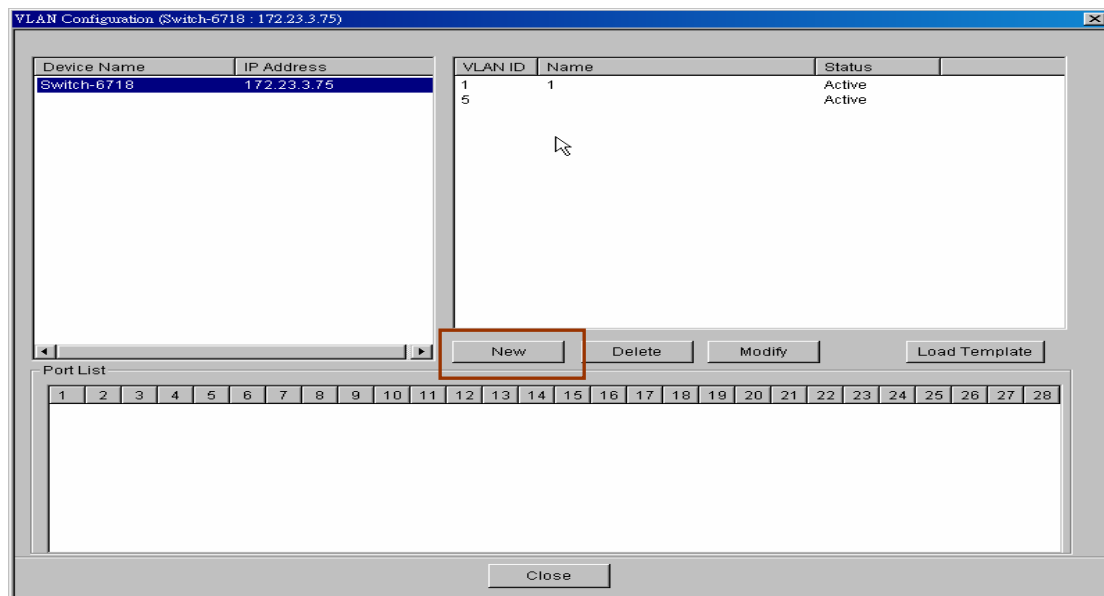 VLAN Configuration (Switch-6718 : 172.23.3.75)
Device Name IP Address
Switch-6718 172.23.3.75
VLAN ID Name Status
1 1 Active
5 Active
New Delete Modify Load Template
Port List
1 2 3 4 5 6 7 8 9 10 11 12 13 14 15 16 17 18 19 20 21 22 23 24 25 26 27 28
Close